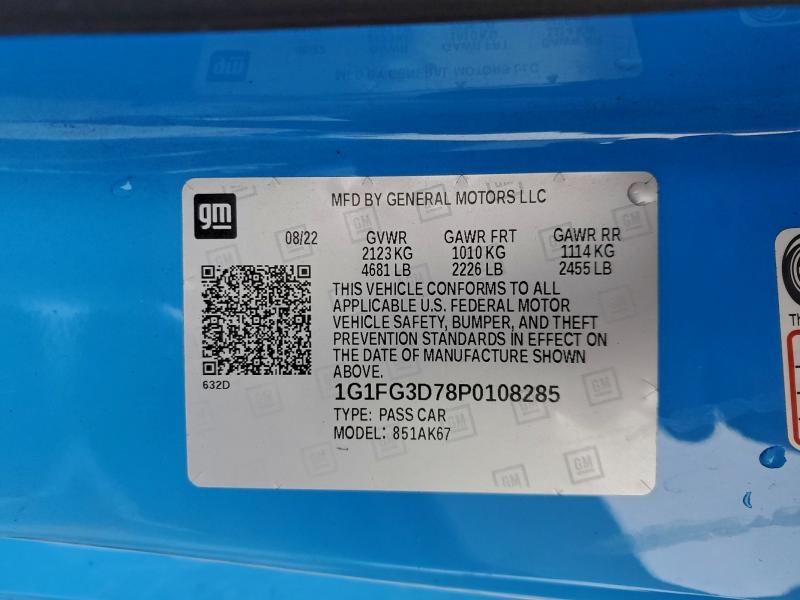 MFD BY GENERAL MOTORS LLC
gm
08/22 GVWR GAWR FRT GAWR RR
2123 KG 1010 KG 1114 KG
4681 LB 2226 LB 2455 LB
THIS VEHICLE CONFORMS TO ALL
APPLICABLE U.S. FEDERAL MOTOR
VEHICLE SAFETY, BUMPER, AND THEFT
PREVENTION STANDARDS IN EFFECT ON
THE DATE OF MANUFACTURE SHOWN
ABOVE.
632D
1G1FG3D78P0108285
TYPE: PASS CAR
MODEL: 851AK67
Th